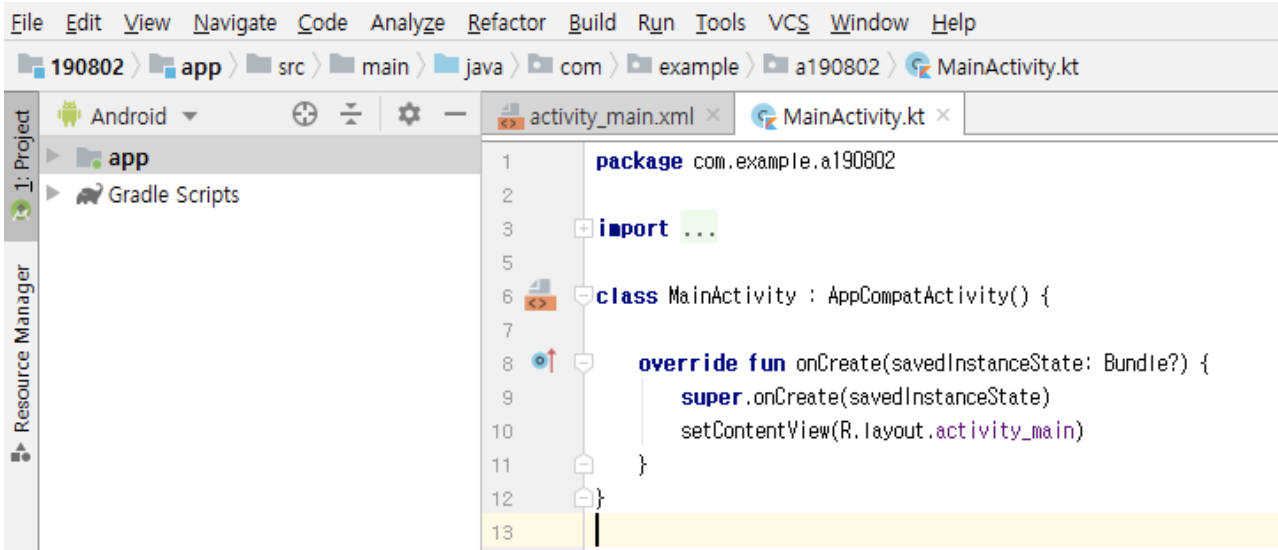 File Edit View Navigate Code Analyze Refactor Build Run Tools VCS Window Help
190802 app src main java com example a190802 MainActivity.kt
1: Project
Resource Manager
Android
app
Gradle Scripts
activity_main.xml MainActivity.kt
1 package com.example.a190802
2
3 import ...
5
6 class MainActivity : AppCompatActivity() {
7
8 override fun onCreate(savedInstanceState: Bundle?) {
9 super.onCreate(savedInstanceState)
10 setContentView(R.layout.activity_main)
11 }
12 }
13